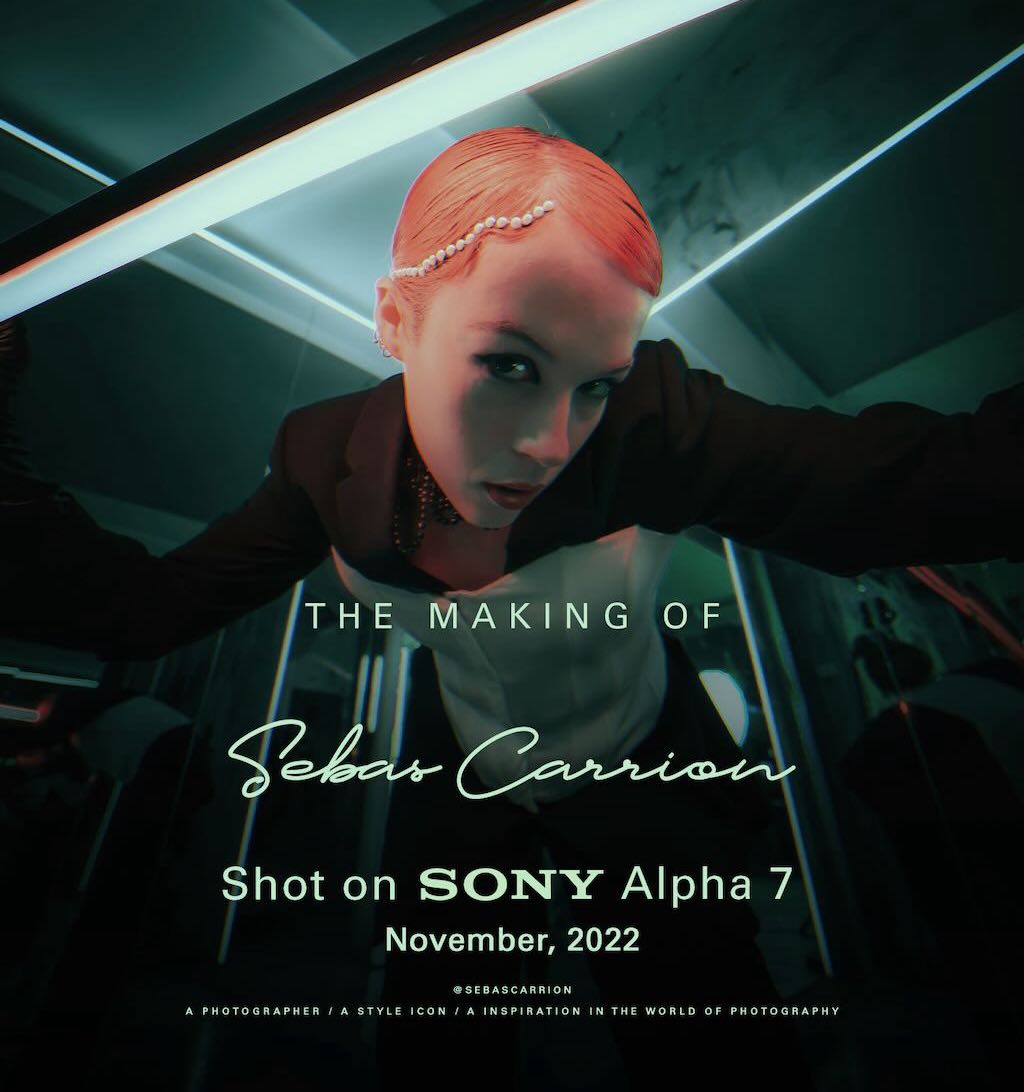 THE MAKING OF
Sebas Carrion
Shot on SONY Alpha 7
November, 2022
@SEBASCARRION
A PHOTOGRAPHER / A STYLE ICON / A INSPIRATION IN THE WORLD OF PHOTOGRAPHY